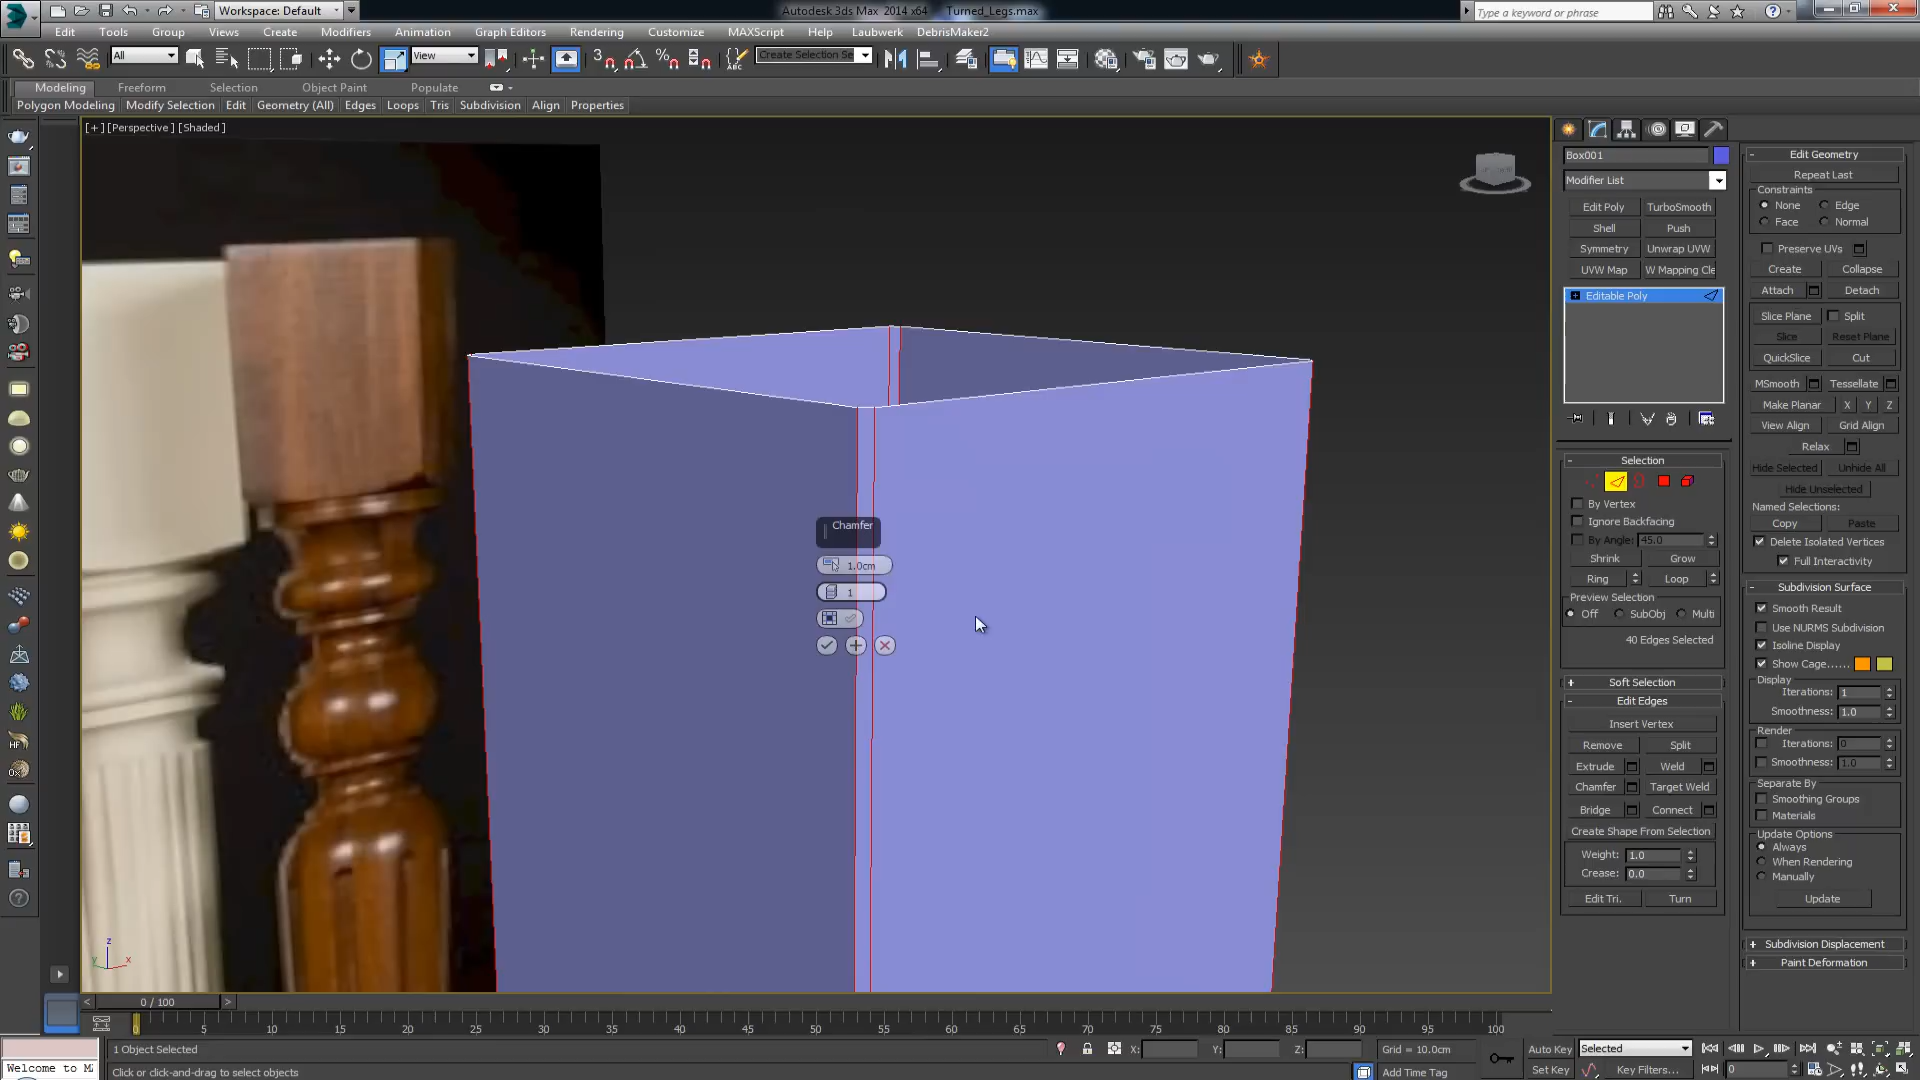 Workspace: Default
Autodesk 3ds Max 2014 x64 Turned_Legs.max
Type a keyword or phrase
Edit Tools Group Views Create Modifiers Animation Graph Editors Rendering Customize MAXScript Help Laubwerk DebrisMaker2
All View Create Selection Se
Modeling Freeform Selection Object Paint Populate
Polygon Modeling Modify Selection Edit Geometry (All) Edges Loops Tris Subdivision Align Properties
[+] [Perspective] [Shaded]
Chamfer
1.0cm
1
z
y x
Box001
Modifier List
Edit Poly TurboSmooth
Shell Push
Symmetry Unwrap UVW
UVW Map W Mapping Cle
Editable Poly
Selection
By Vertex
Ignore Backfacing
By Angle: 45.0
Shrink Grow
Ring Loop
Preview Selection
Off SubObj Multi
40 Edges Selected
Soft Selection
Edit Edges
Insert Vertex
Remove Split
Extrude Weld
Chamfer Target Weld
Bridge Connect
Create Shape From Selection
Weight: 1.0
Crease: 0.0
Edit Tri. Turn
Edit Geometry
Repeat Last
Constraints
None Edge
Face Normal
Preserve UVs
Create Collapse
Attach Detach
Slice Plane Split
Slice Reset Plane
QuickSlice Cut
MSmooth Tessellate
Make Planar X Y Z
View Align Grid Align
Relax
Hide Selected Unhide All
Hide Unselected
Named Selections:
Copy Paste
Delete Isolated Vertices
Full Interactivity
Subdivision Surface
Smooth Result
Use NURMS Subdivision
Isoline Display
Show Cage......
Display
Iterations: 1
Smoothness: 1.0
Render
Iterations: 0
Smoothness: 1.0
Separate By
Smoothing Groups
Materials
Update Options
Always
When Rendering
Manually
Update
Subdivision Displacement
Paint Deformation
0 / 100
0 5 10 15 20 25 30 35 40 45 50 55 60 65 70 75 80 85 90 95 100
1 Object Selected X: Y: Z: Grid = 10.0cm Auto Key Selected
Welcome to M Click or click-and-drag to select objects Add Time Tag Set Key Key Filters... 0